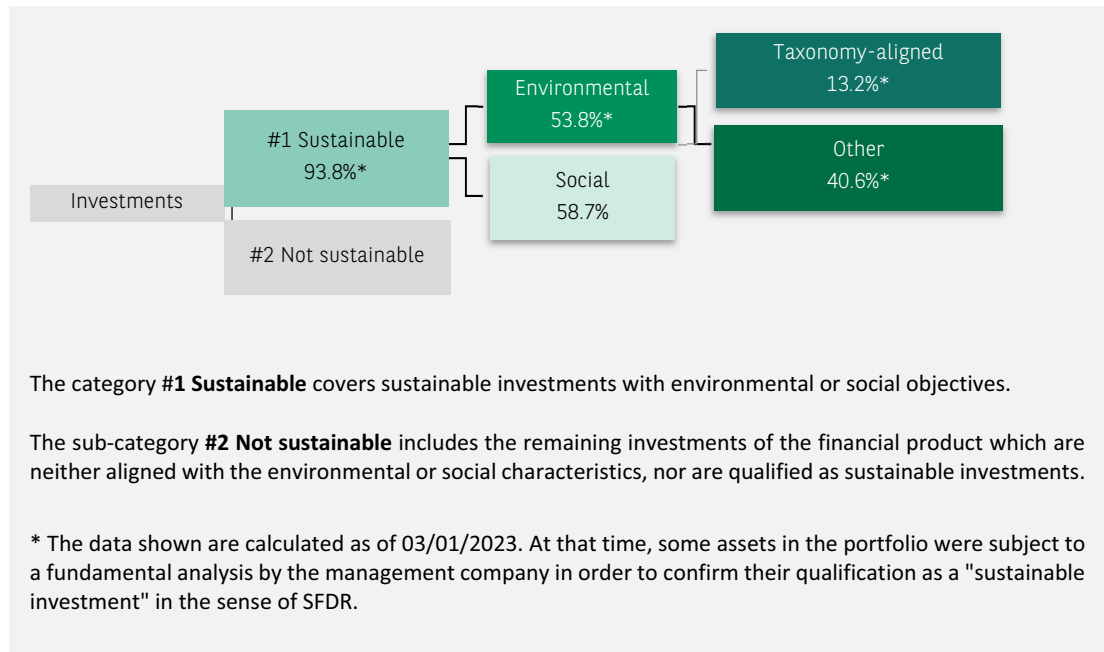 Taxonomy-aligned
13.2%*
Environmental
53.8%*
#1 Sustainable
93.8%*
Other
40.6%*
Social
58.7%
Investments
#2 Not sustainable
The category #1 Sustainable covers sustainable investments with environmental or social objectives.
The sub-category #2 Not sustainable includes the remaining investments of the financial product which are
neither aligned with the environmental or social characteristics, nor are qualified as sustainable investments.
* The data shown are calculated as of 03/01/2023. At that time, some assets in the portfolio were subject to
a fundamental analysis by the management company in order to confirm their qualification as a "sustainable
investment" in the sense of SFDR.